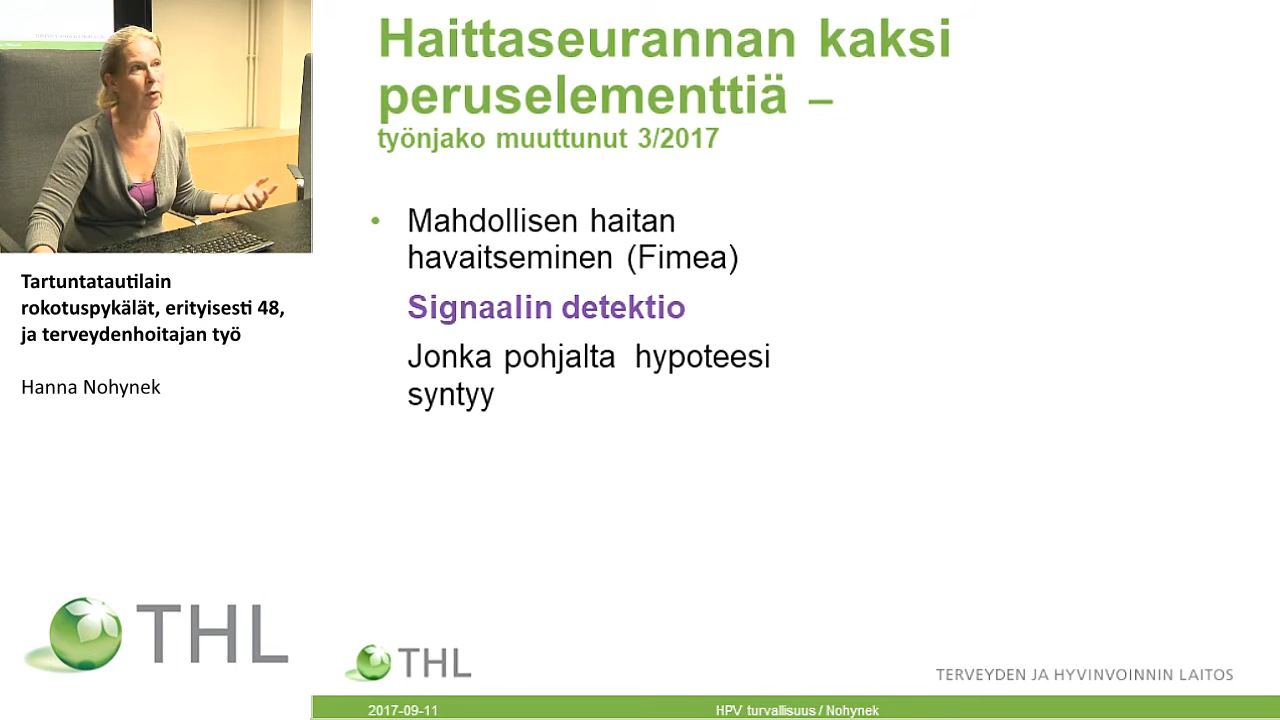 Haittaseurannan kaksi
peruselementtiä –
työnjako muuttunut 3/2017
• Mahdollisen haitan
havaitseminen (Fimea)
Signaalin detektio
Jonka pohjalta hypoteesi
syntyy
Tartuntatautilain
rokotuspykälät, erityisesti 48,
ja terveydenhoitajan työ
Hanna Nohynek
THL
THL
TERVEYDEN JA HYVINVOINNIN LAITOS
2017-09-11
HPV turvallisuus / Nohynek